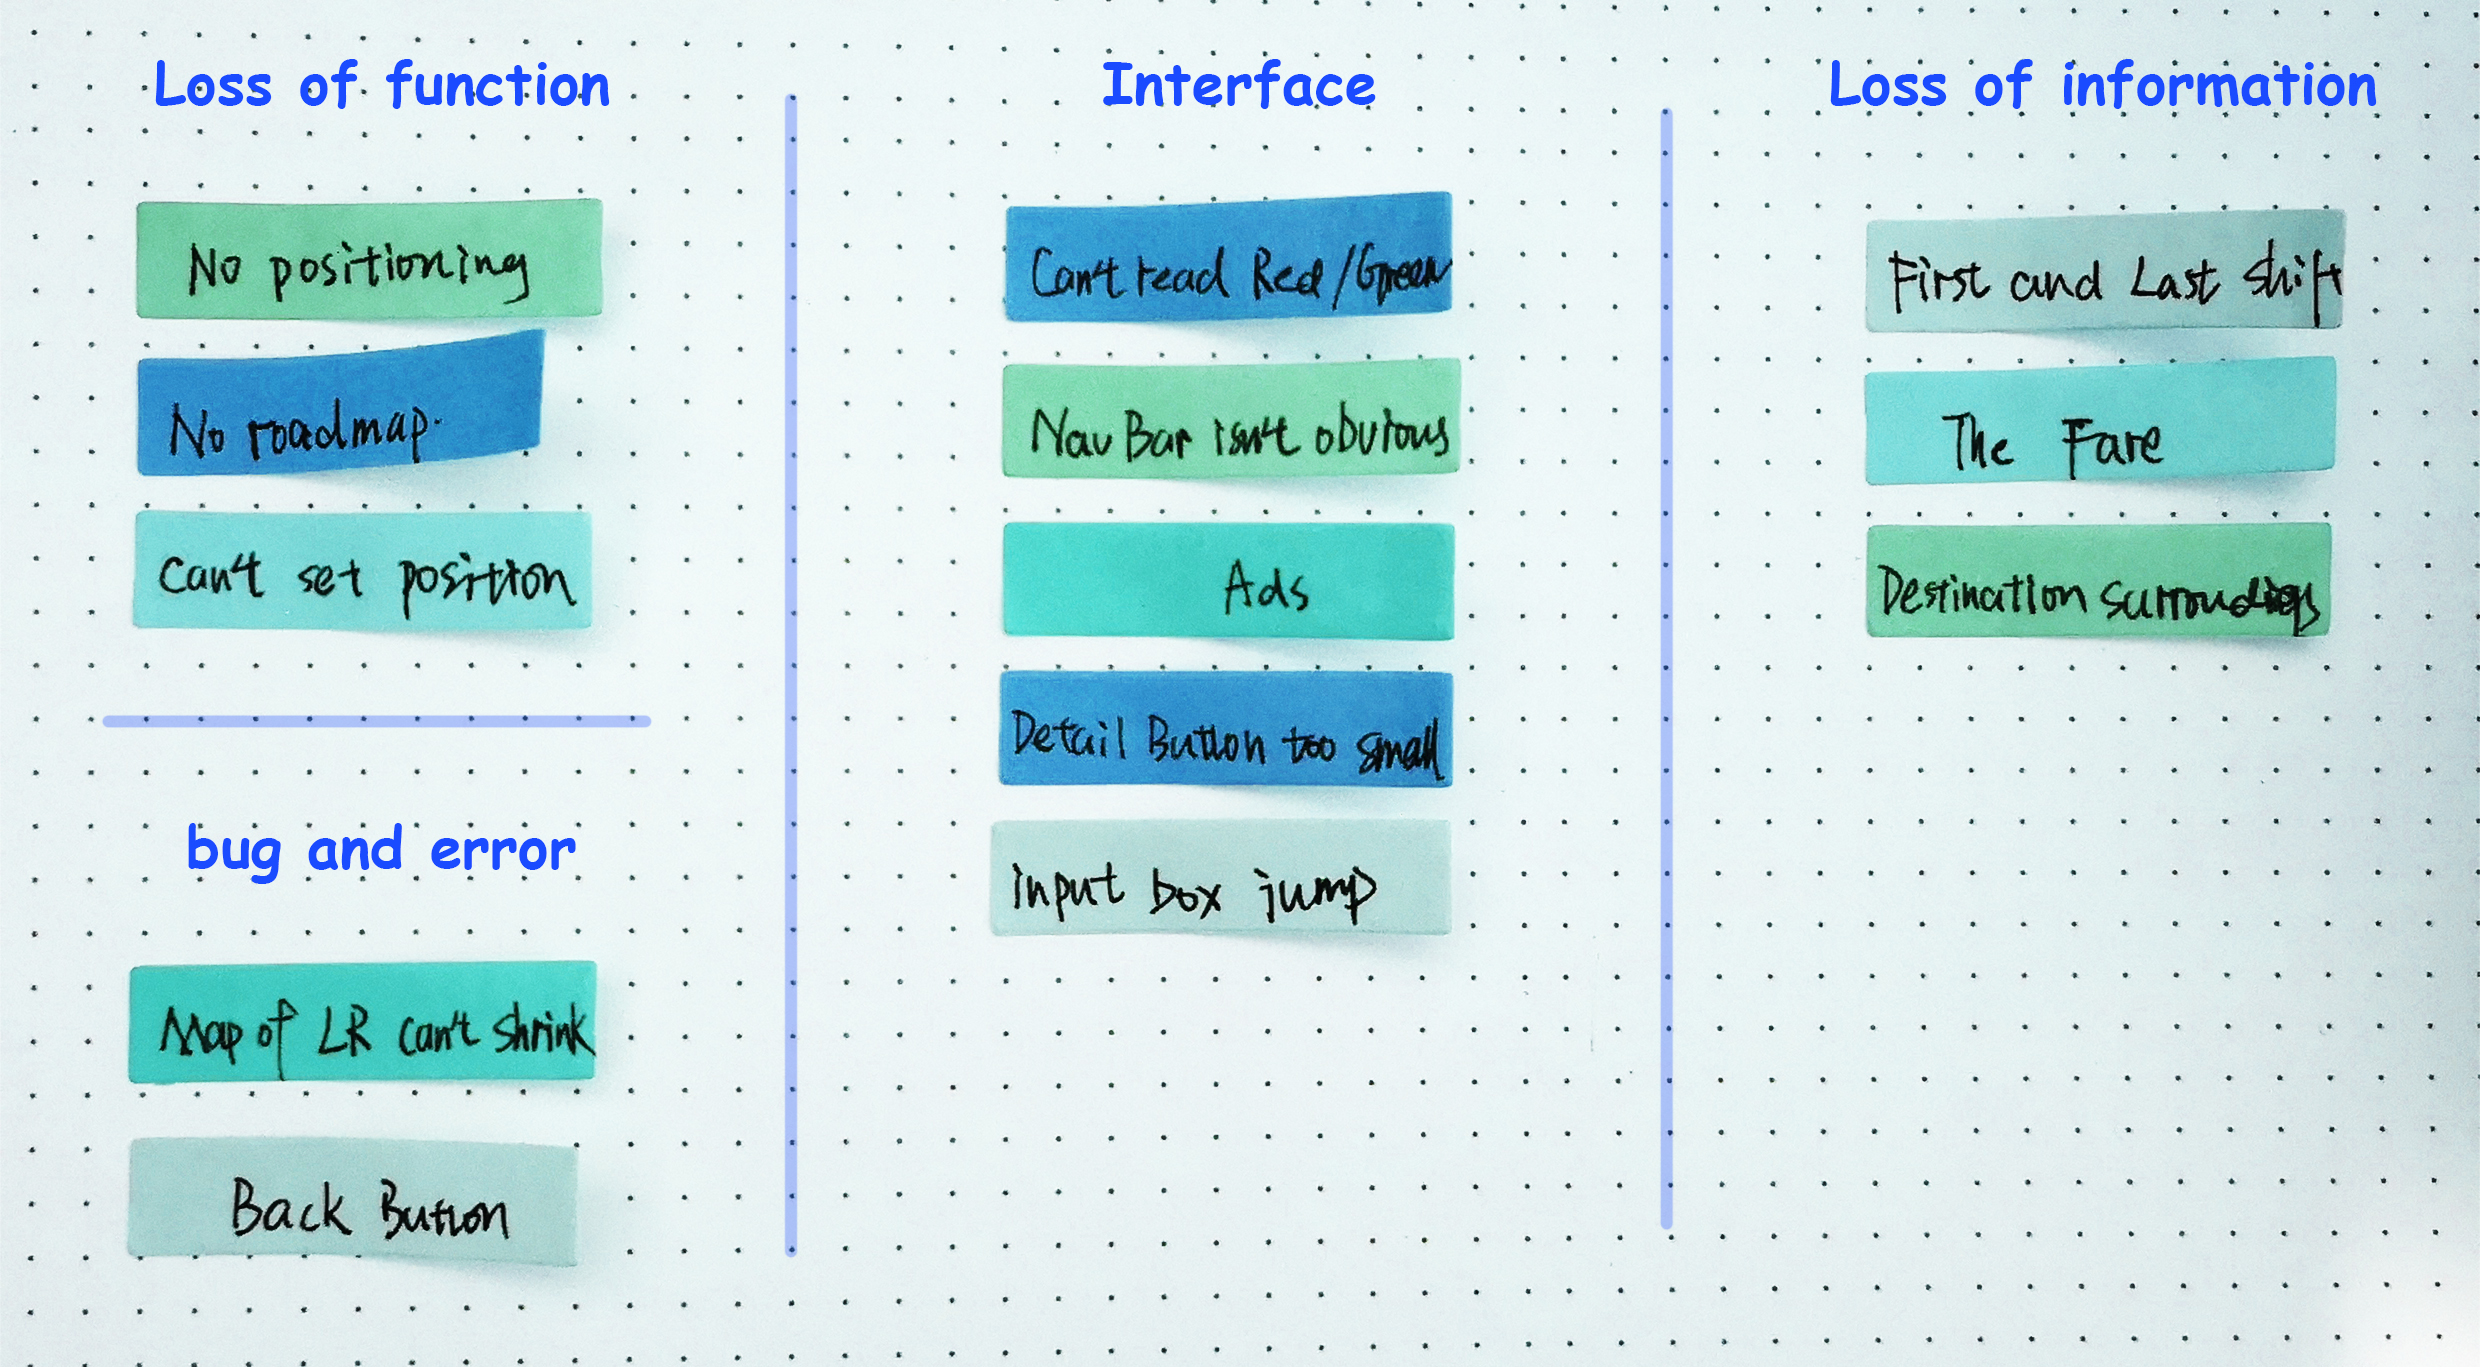 Loss of function
No positioning
No roadmap.
Can't set position
bug and error
Map of LR can't shrink
Back Button
Interface
Can't read Red/Green
Nav Bar isn't obvious
Ads
Detail Button too small
input box jump
Loss of information
First and Last shift
The Fare
Destination